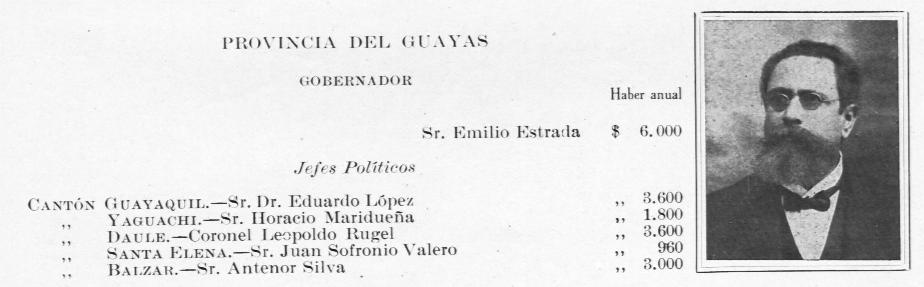 PROVINCIA DEL GUAYAS
GOBERNADOR
Haber anual
Sr. Emilio Estrada $ 6.000
Jefes Políticos
CANTÓN GUAYAQUIL.—Sr. Dr. Eduardo López ,, 3.600
,, YAGUACHI.—Sr. Horacio Maridueña ,, 1.800
,, DAULE.—Coronel Leopoldo Rugel ,, 3.600
,, SANTA ELENA.—Sr. Juan Sofronio Valero ,, 960
,, BALZAR.—Sr. Antenor Silva ,, 3.000